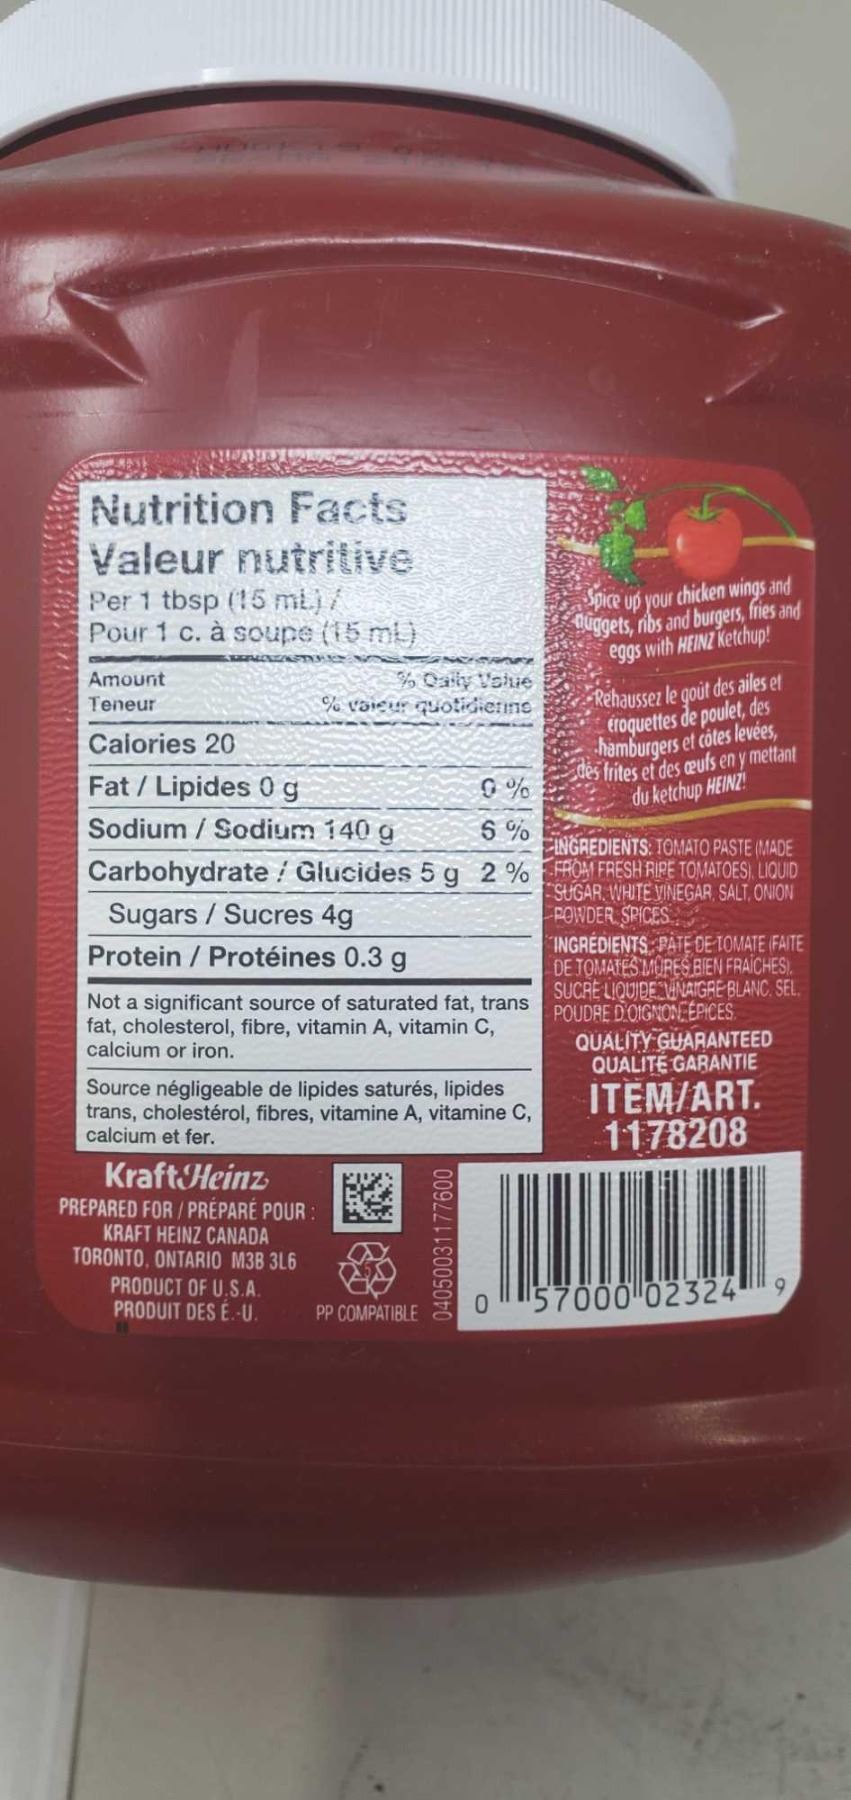 Nutrition Facts
Valeur nutritive
Per 1 tbsp (15 mL) /
Pour 1 c. à soupe (15 mL)
Amount % Daily Value
Teneur % valeur quotidienne
Calories 20
Fat / Lipides 0 g 0 %
Sodium / Sodium 140 g 6 %
Carbohydrate / Glucides 5 g 2 %
Sugars / Sucres 4g
Protein / Protéines 0.3 g
Not a significant source of saturated fat, trans
fat, cholesterol, fibre, vitamin A, vitamin C,
calcium or iron.
Source négligeable de lipides saturés, lipides
trans, cholestérol, fibres, vitamine A, vitamine C,
calcium et fer.
Spice up your chicken wings and
nuggets, ribs and burgers, fries and
eggs with HEINZ Ketchup!
Rehaussez le goût des ailes et
croquettes de poulet, des
hamburgers et côtes levées,
des frites et des œufs en y mettant
du ketchup HEINZ!
INGREDIENTS: TOMATO PASTE (MADE
FROM FRESH RIPE TOMATOES), LIQUID
SUGAR, WHITE VINEGAR, SALT, ONION
POWDER, SPICES.
INGRÉDIENTS : PÂTE DE TOMATE (FAITE
DE TOMATES MÛRES BIEN FRAÎCHES),
SUCRE LIQUIDE, VINAIGRE BLANC, SEL,
POUDRE D'OIGNON, ÉPICES.
QUALITY GUARANTEED
QUALITÉ GARANTIE
ITEM/ART.
1178208
KraftHeinz
PREPARED FOR / PRÉPARÉ POUR :
KRAFT HEINZ CANADA
TORONTO, ONTARIO M3B 3L6
PRODUCT OF U.S.A.
PRODUIT DES É.-U.
5
PP COMPATIBLE
04050031177600
0 57000 02324 9